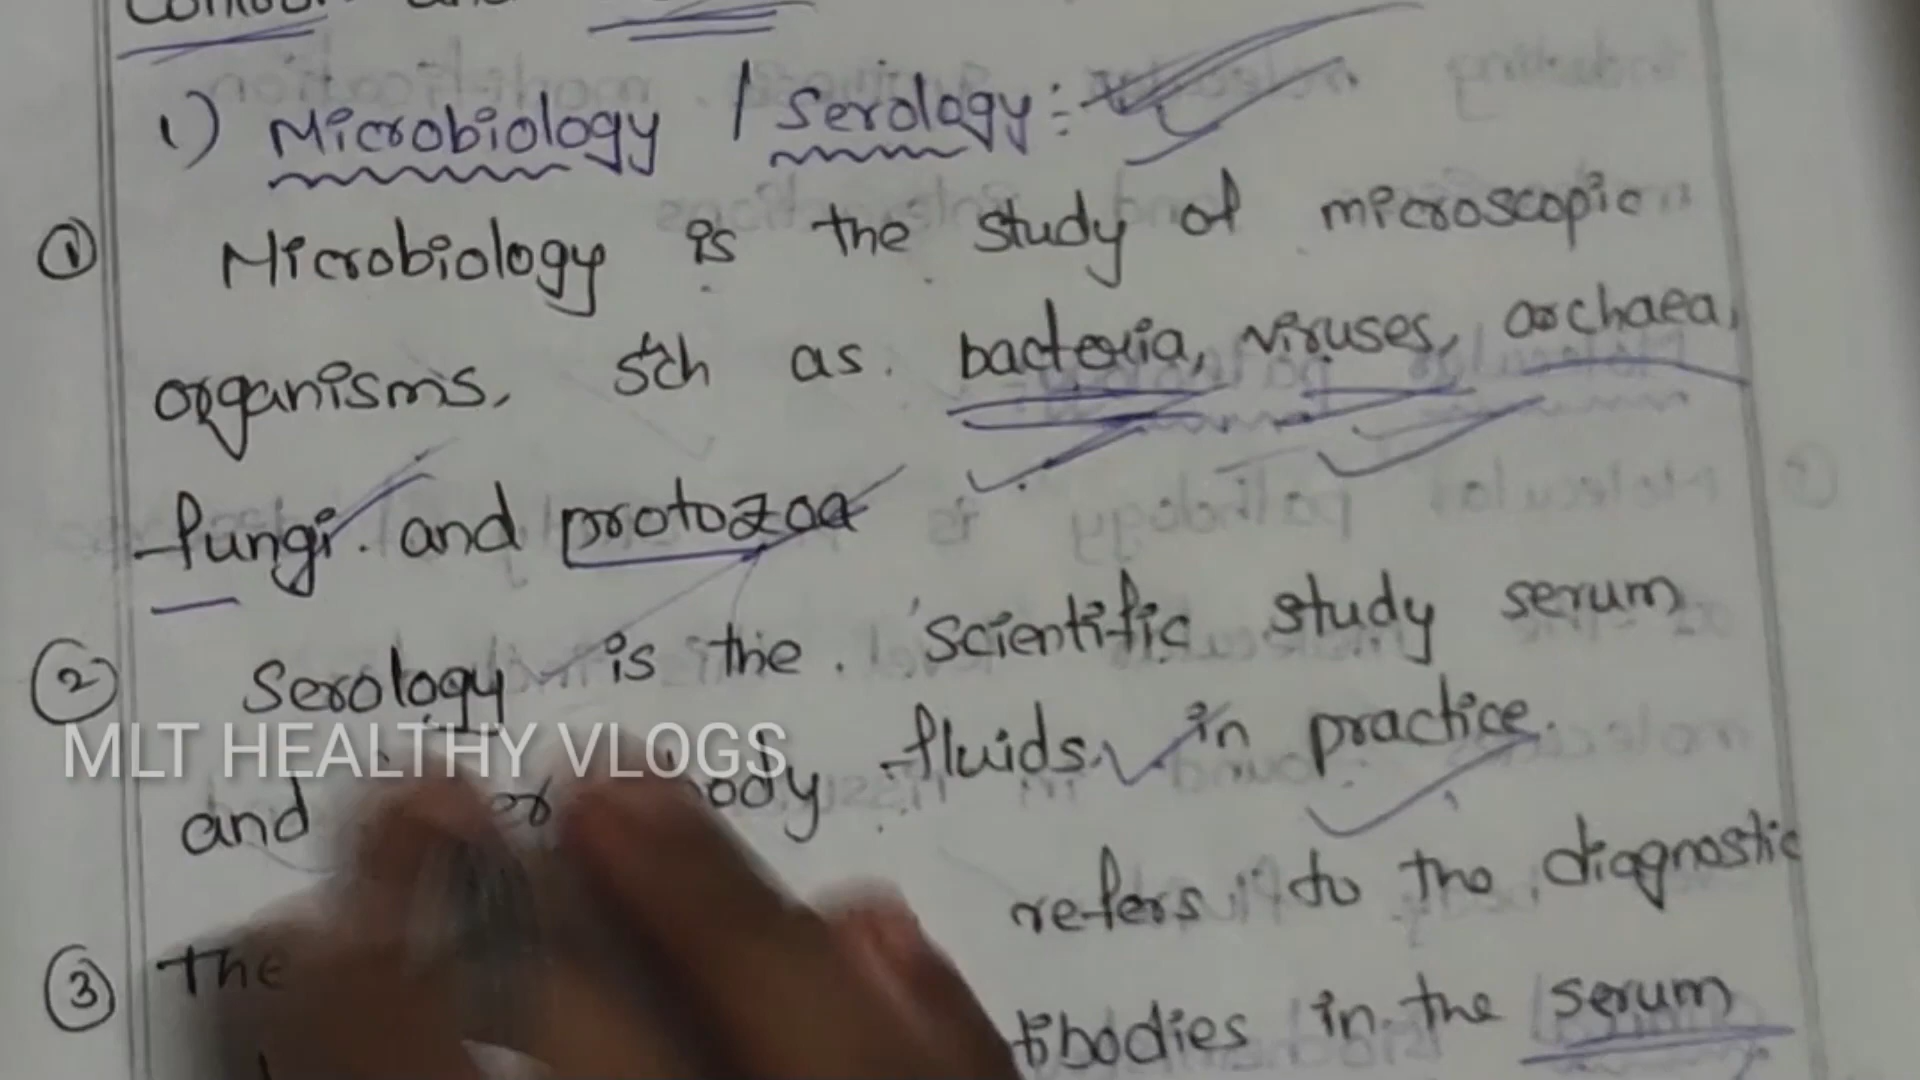 1) Microbiology / Serology:-
① Microbiology is the study of microscopic
organisms, such as bacteria, viruses, archaea,
fungi. and protozoa
② Serology is the scientific study serum
MLT HEALTHY VLOGS
and body fluids. in practice.
refers to the diagnostic
③ The
in the serum